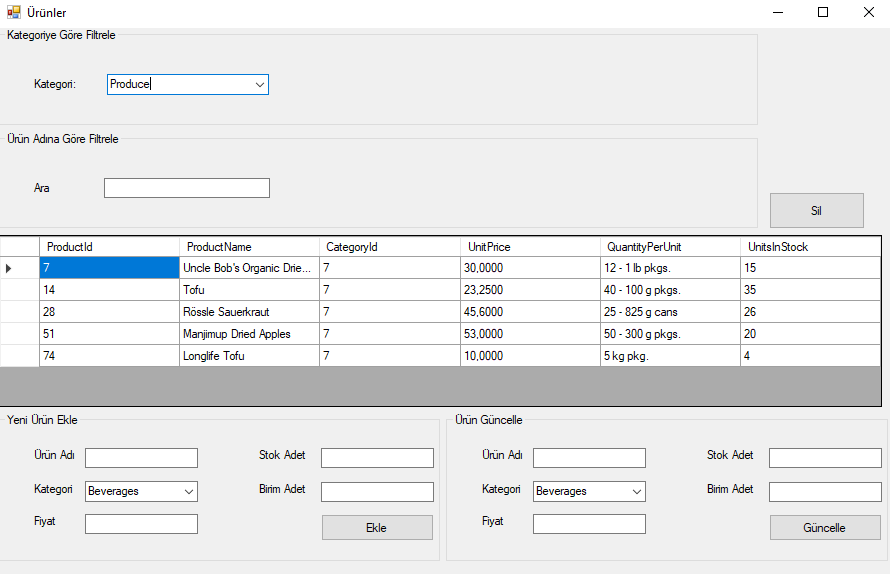 Ürünler
Kategoriye Göre Filtrele
Kategori: Produce
Ürün Adına Göre Filtrele
Ara
Sil
ProductId ProductName CategoryId UnitPrice QuantityPerUnit UnitsInStock
7 Uncle Bob's Organic Drie... 7 30,0000 12 - 1 lb pkgs. 15
14 Tofu 7 23,2500 40 - 100 g pkgs. 35
28 Rössle Sauerkraut 7 45,6000 25 - 825 g cans 26
51 Manjimup Dried Apples 7 53,0000 50 - 300 g pkgs. 20
74 Longlife Tofu 7 10,0000 5 kg pkg. 4
Yeni Ürün Ekle
Ürün Adı Stok Adet
Kategori Beverages Birim Adet
Fiyat Ekle
Ürün Güncelle
Ürün Adı Stok Adet
Kategori Beverages Birim Adet
Fiyat Güncelle